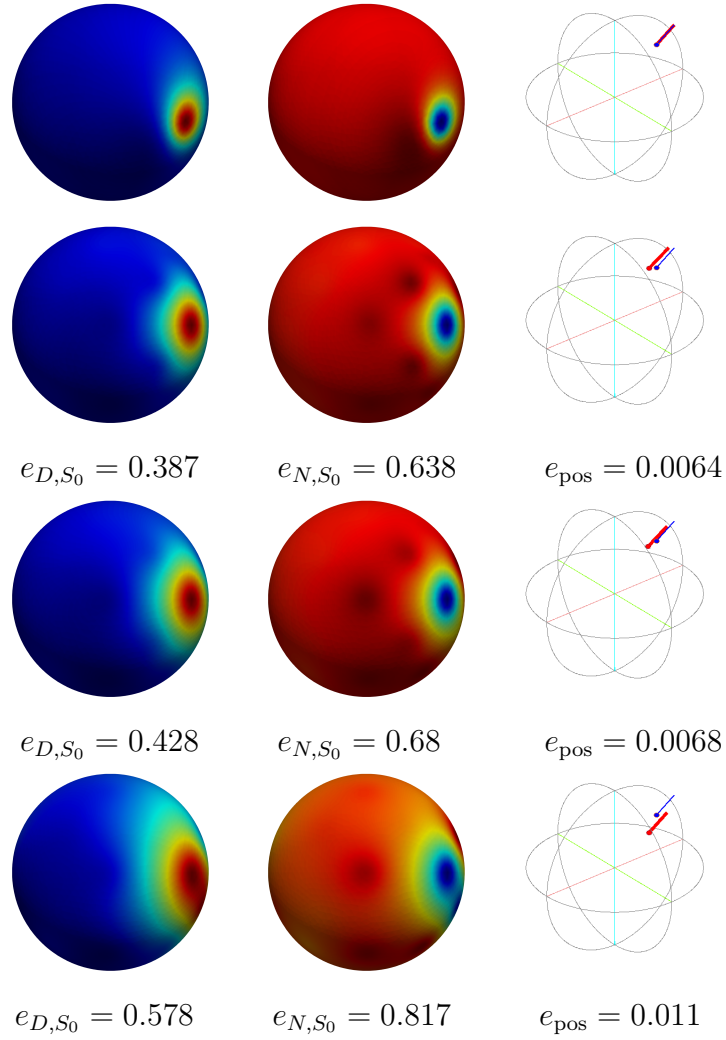 e_{D,S_0} = 0.387 e_{N,S_0} = 0.638 e_{pos} = 0.0064
e_{D,S_0} = 0.428 e_{N,S_0} = 0.68 e_{pos} = 0.0068
e_{D,S_0} = 0.578 e_{N,S_0} = 0.817 e_{pos} = 0.011